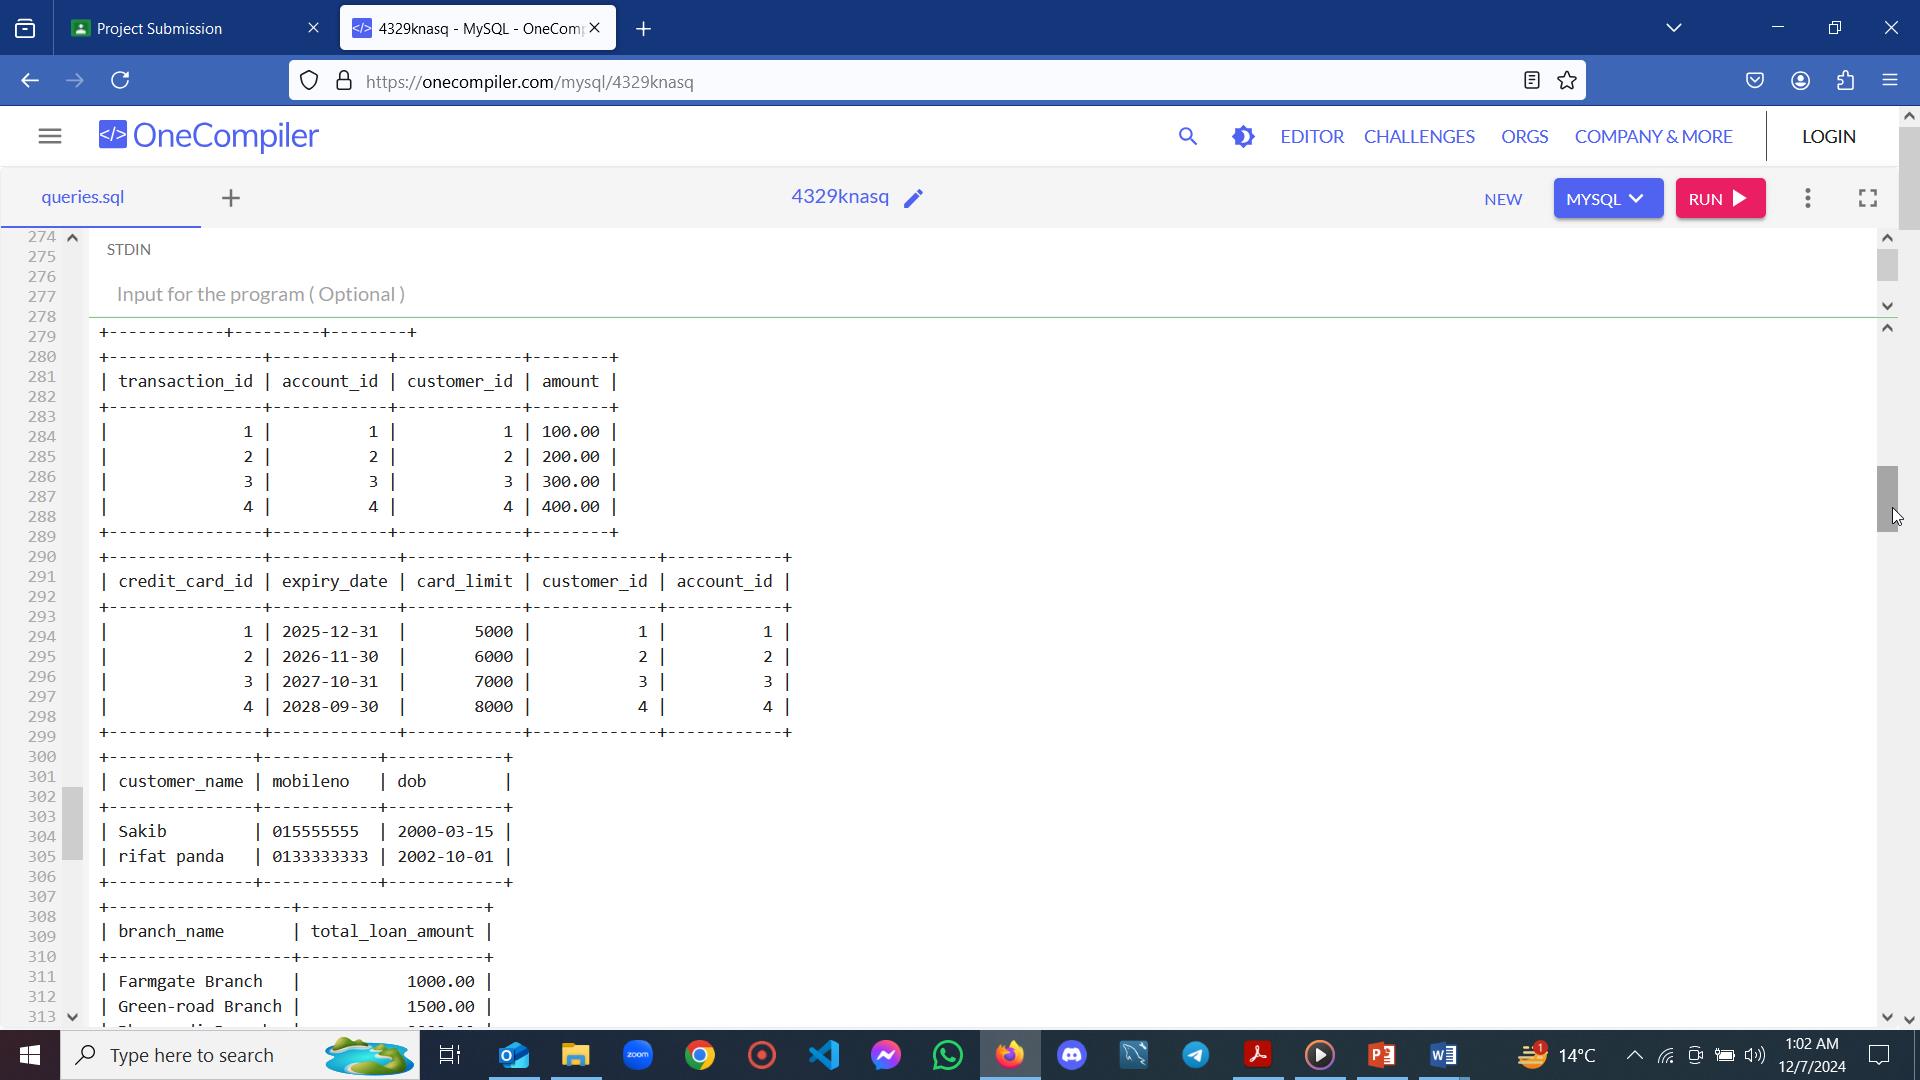 Project Submission
4329knasq - MySQL - OneComp
https://onecompiler.com/mysql/4329knasq
</> OneCompiler
EDITOR CHALLENGES ORGS COMPANY & MORE LOGIN
queries.sql
4329knasq
NEW MYSQL RUN
STDIN
Input for the program ( Optional )
274
275
276
277
278
279
280
281
282
283
284
285
286
287
288
289
290
291
292
293
294
295
296
297
298
299
300
301
302
303
304
305
306
307
308
309
310
311
312
313
+------------+---------+--------+
+----------------+------------+-------------+--------+
| transaction_id | account_id | customer_id | amount |
+----------------+------------+-------------+--------+
|              1 |          1 |           1 | 100.00 |
|              2 |          2 |           2 | 200.00 |
|              3 |          3 |           3 | 300.00 |
|              4 |          4 |           4 | 400.00 |
+----------------+------------+-------------+--------+
+----------------+-------------+------------+-------------+------------+
| credit_card_id | expiry_date | card_limit | customer_id | account_id |
+----------------+-------------+------------+-------------+------------+
|              1 | 2025-12-31  |       5000 |           1 |          1 |
|              2 | 2026-11-30  |       6000 |           2 |          2 |
|              3 | 2027-10-31  |       7000 |           3 |          3 |
|              4 | 2028-09-30  |       8000 |           4 |          4 |
+----------------+-------------+------------+-------------+------------+
+---------------+------------+------------+
| customer_name | mobileno   | dob        |
+---------------+------------+------------+
| Sakib         | 015555555  | 2000-03-15 |
| rifat panda   | 0133333333 | 2002-10-01 |
+---------------+------------+------------+
+-------------------+-------------------+
| branch_name       | total_loan_amount |
+-------------------+-------------------+
| Farmgate Branch   |           1000.00 |
| Green-road Branch |           1500.00 |
Type here to search
zoom
1
14°C
1:02 AM
12/7/2024